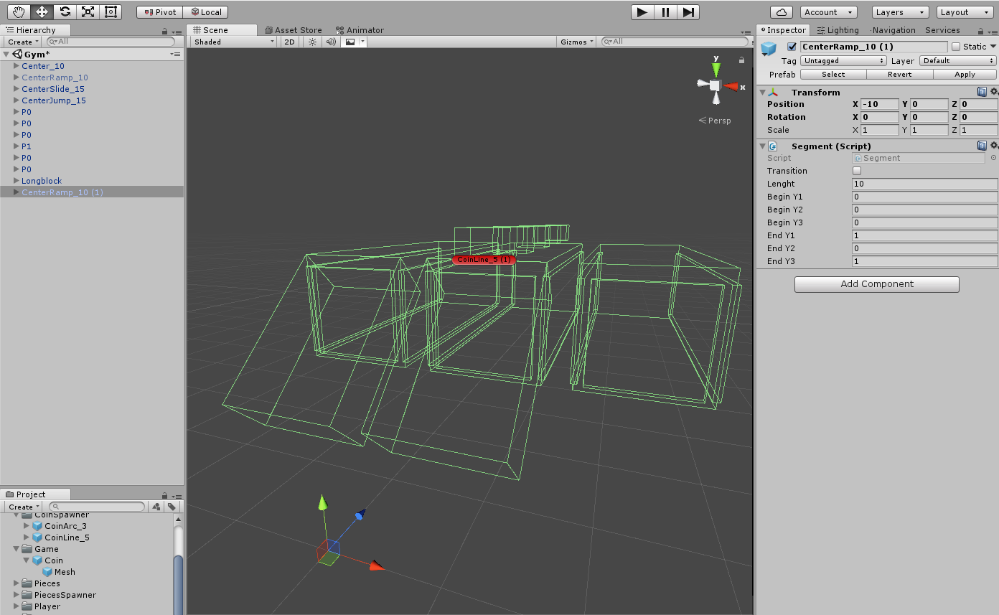 Pivot Local Account Layers Layout
Hierarchy
Create All
Gym*
Center_10
CenterRamp_10
CenterSlide_15
CenterJump_15
P0
P0
P0
P1
P0
P0
Longblock
CenterRamp_10 (1)
Project
Create
CoinSpawner
CoinArc_3
CoinLine_5
Game
Coin
Mesh
Pieces
PiecesSpawner
Player
Scene Asset Store Animator
Shaded 2D Gizmos All
y
x
Persp
CoinLine_5 (1)
Inspector Lighting Navigation Services
CenterRamp_10 (1) Static
Tag Untagged Layer Default
Prefab Select Revert Apply
Transform
Position X -10 Y 0 Z 0
Rotation X 0 Y 0 Z 0
Scale X 1 Y 1 Z 1
Segment (Script)
Script Segment
Transition
Lenght 10
Begin Y1 0
Begin Y2 0
Begin Y3 0
End Y1 1
End Y2 0
End Y3 1
Add Component